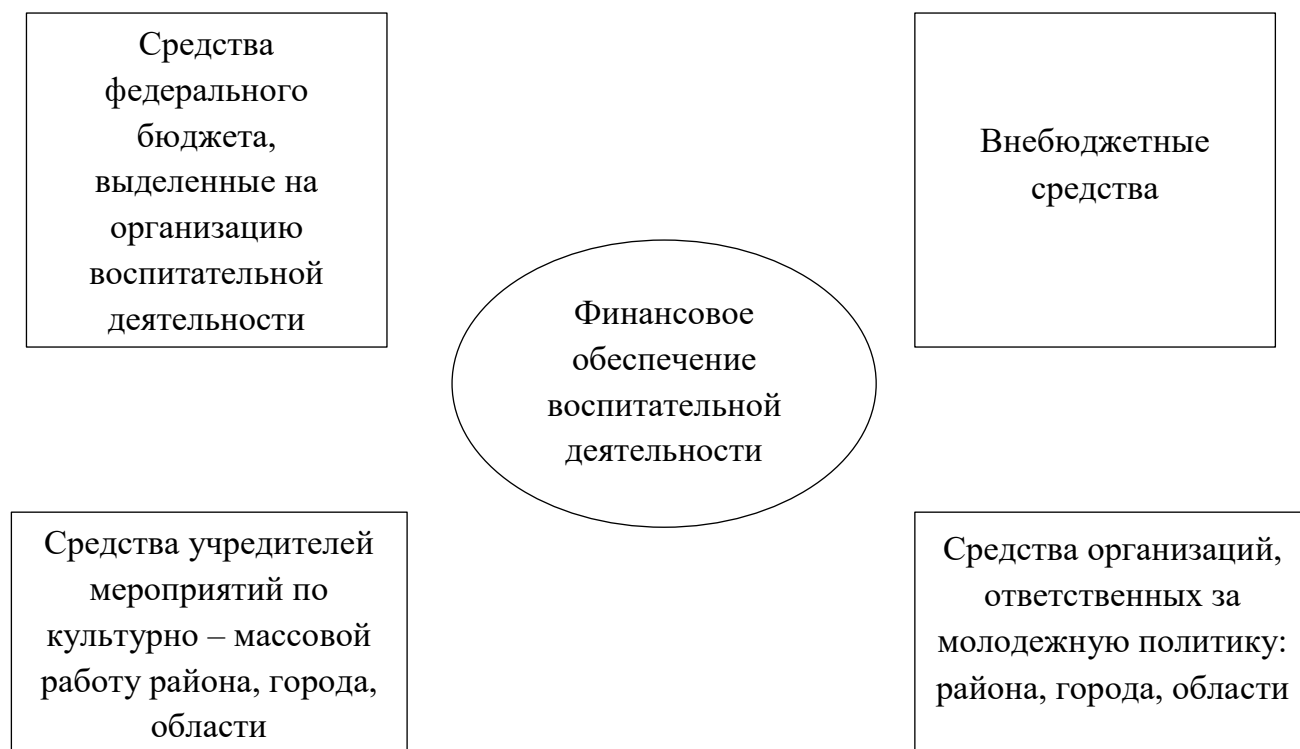 Средства
федерального
бюджета,
выделенные на
организацию
воспитательной
деятельности
Внебюджетные
средства
Финансовое
обеспечение
воспитательной
деятельности
Средства учредителей
мероприятий по
культурно – массовой
работу района, города,
области
Средства организаций,
ответственных за
молодежную политику:
района, города, области